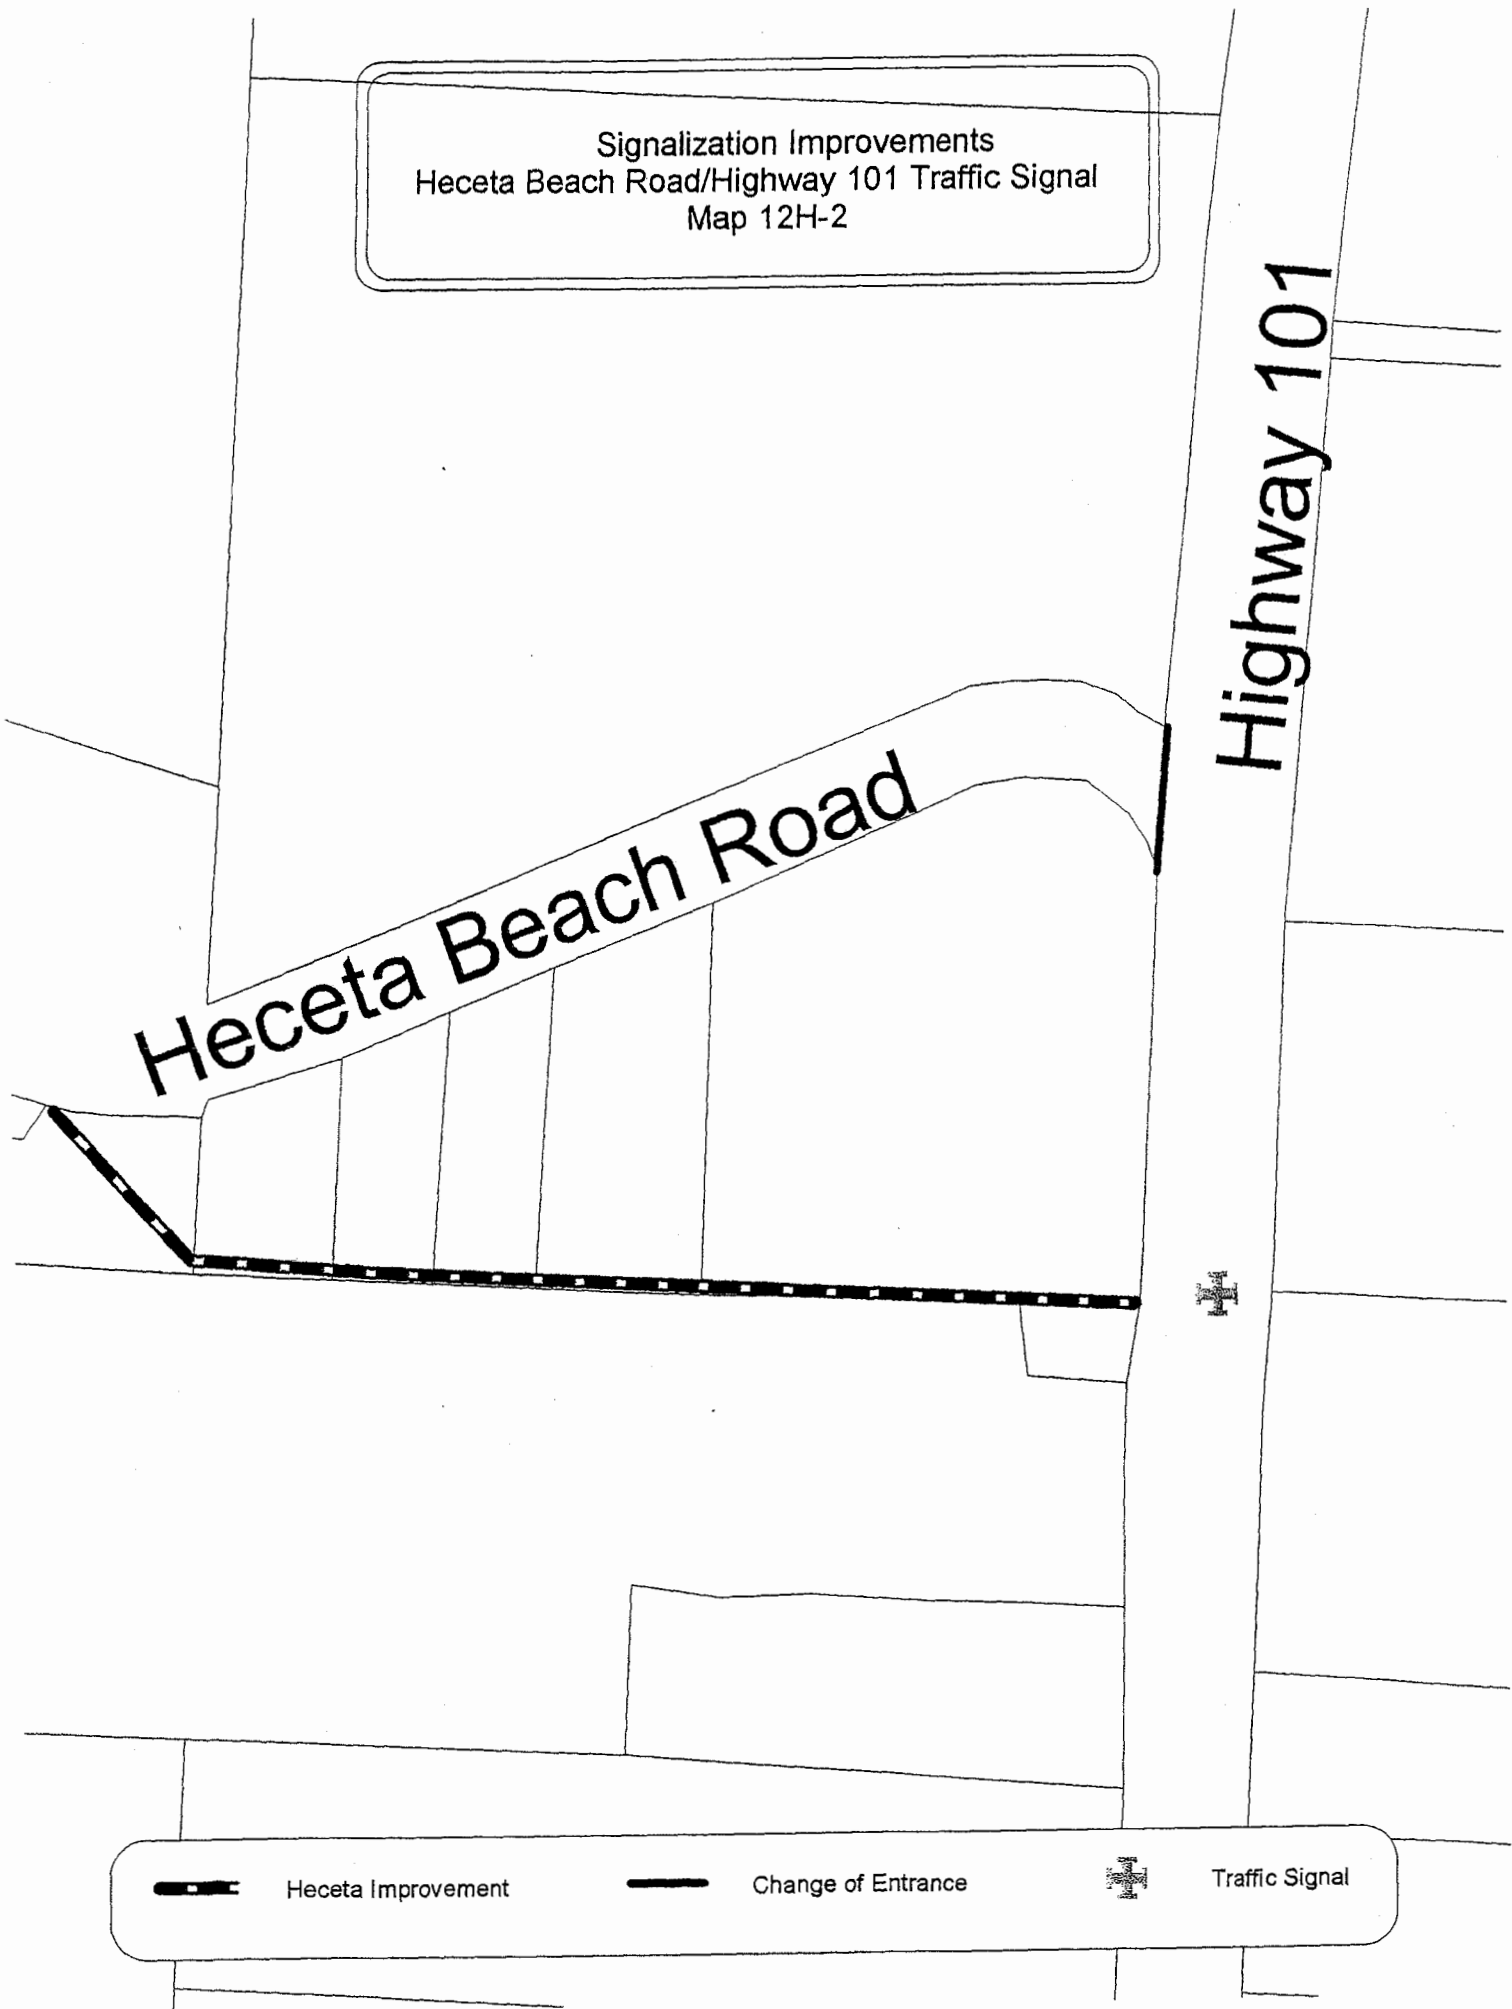 Signalization Improvements
Heceta Beach Road/Highway 101 Traffic Signal
Map 12H-2
Highway 101
Heceta Beach Road
Heceta Improvement
Change of Entrance
Traffic Signal